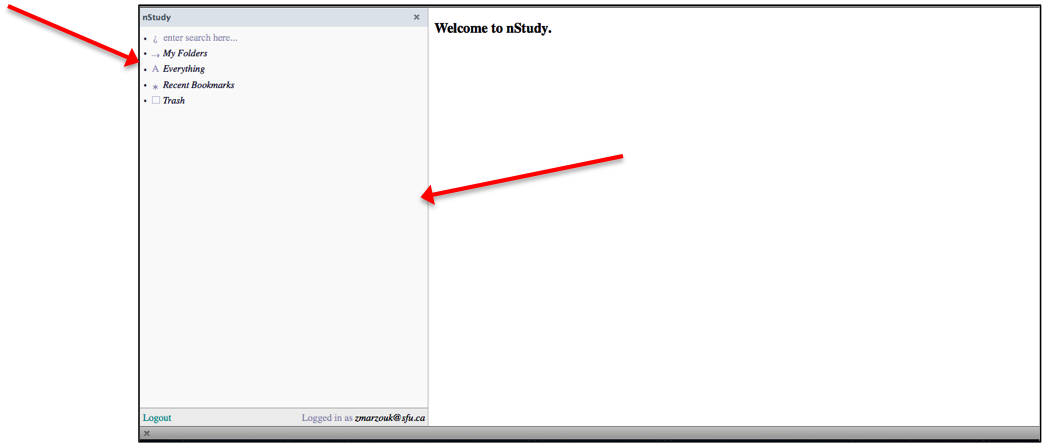 nStudy ×
• ¿ enter search here...
• → My Folders
• A Everything
• * Recent Bookmarks
• Trash
Welcome to nStudy.
Logout Logged in as zmarzouk@sfu.ca
×